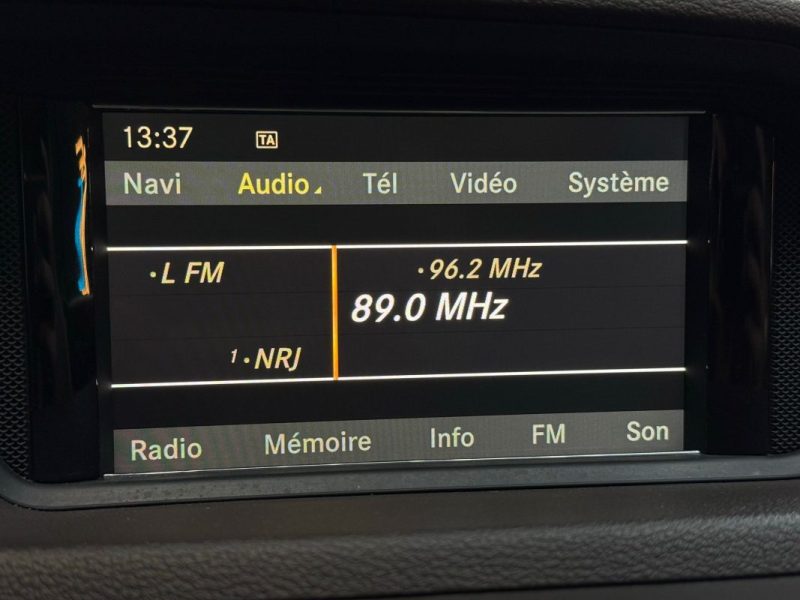 13:37 TA
Navi Audio Tél Vidéo Système
•L FM •96.2 MHz
89.0 MHz
1•NRJ
Radio Mémoire Info FM Son